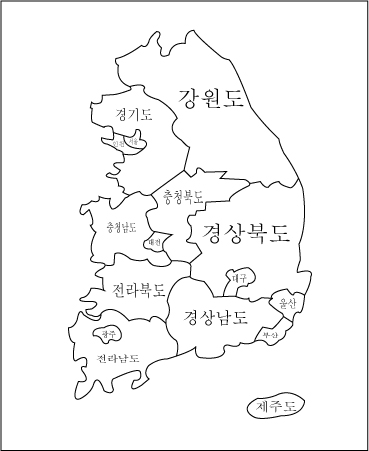 강원도
경기도
인천
서울
충청북도
충청남도
경상북도
대전
대구
전라북도
울산
경상남도
부산
광주
전라남도
제주도